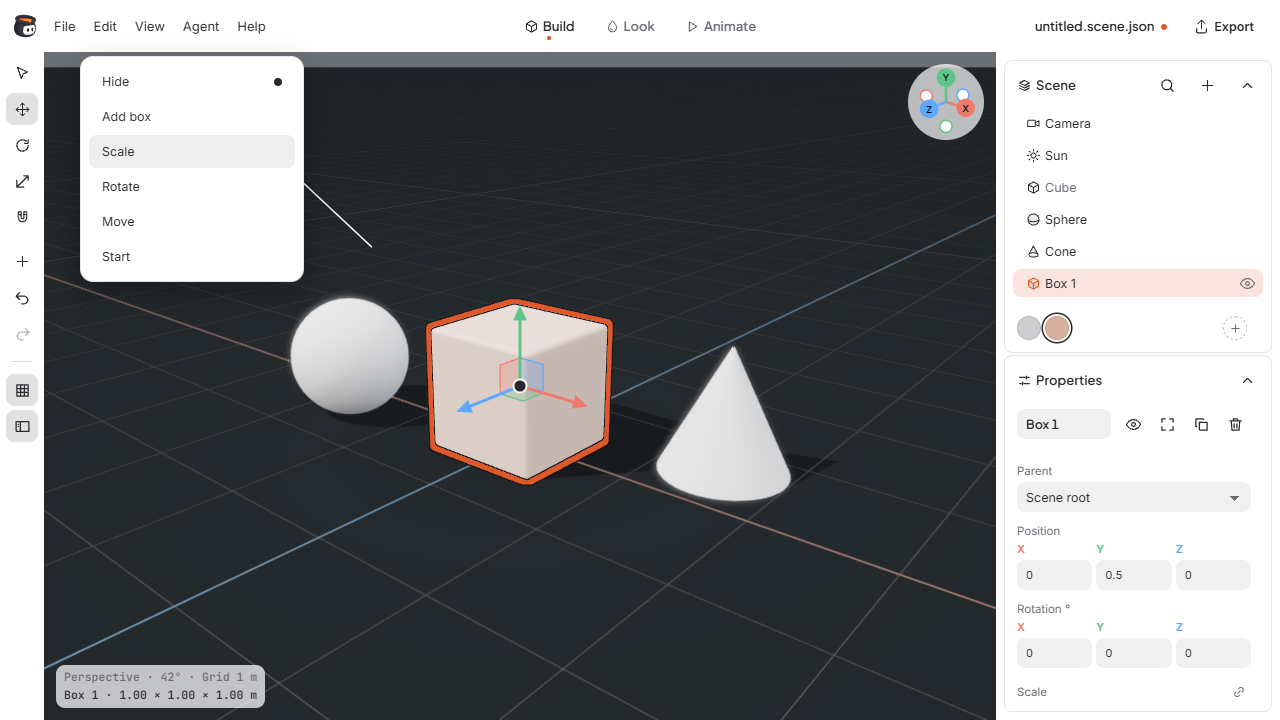 File Edit View Agent Help
Build Look Animate
untitled.scene.json
Export
Hide
Add box
Scale
Rotate
Move
Start
Y
Z
X
Perspective · 42° · Grid 1 m
Box 1 · 1.00 × 1.00 × 1.00 m
Scene
Camera
Sun
Cube
Sphere
Cone
Box 1
Properties
Box 1
Parent
Scene root
Position
X Y Z
0 0.5 0
Rotation °
X Y Z
0 0 0
Scale